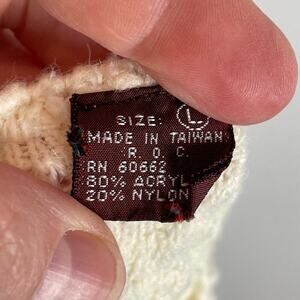 SIZE: L
MADE IN TAIWAN
R. O. C.
RN 60662
80% ACRYL
20% NYLON